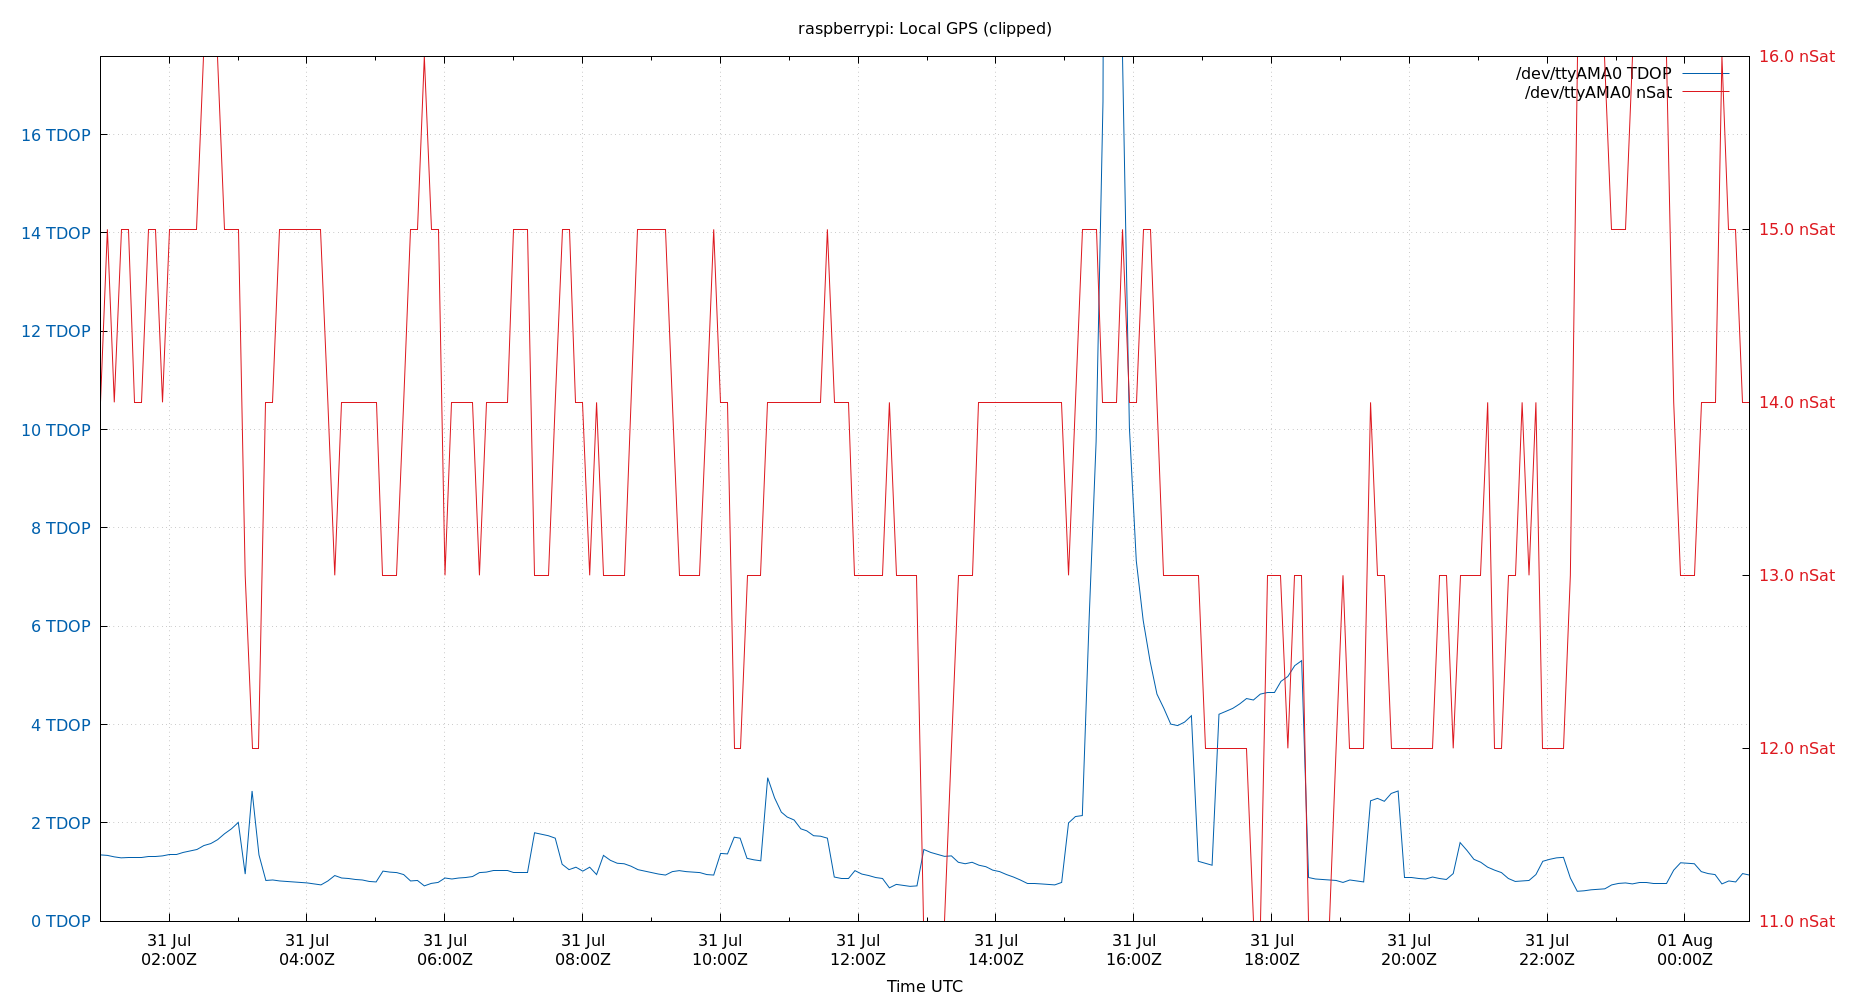 raspberrypi: Local GPS (clipped)
16.0 nSat
/dev/ttyAMA0 TDOP
/dev/ttyAMA0 nSat
16 TDOP
14 TDOP
15.0 nSat
12 TDOP
14.0 nSat
10 TDOP
8 TDOP
13.0 nSat
6 TDOP
4 TDOP
12.0 nSat
2 TDOP
0 TDOP
11.0 nSat
31 Jul 31 Jul 31 Jul 31 Jul 31 Jul 31 Jul 31 Jul 31 Jul 31 Jul 31 Jul 31 Jul 01 Aug
02:00Z 04:00Z 06:00Z 08:00Z 10:00Z 12:00Z 14:00Z 16:00Z 18:00Z 20:00Z 22:00Z 00:00Z
Time UTC